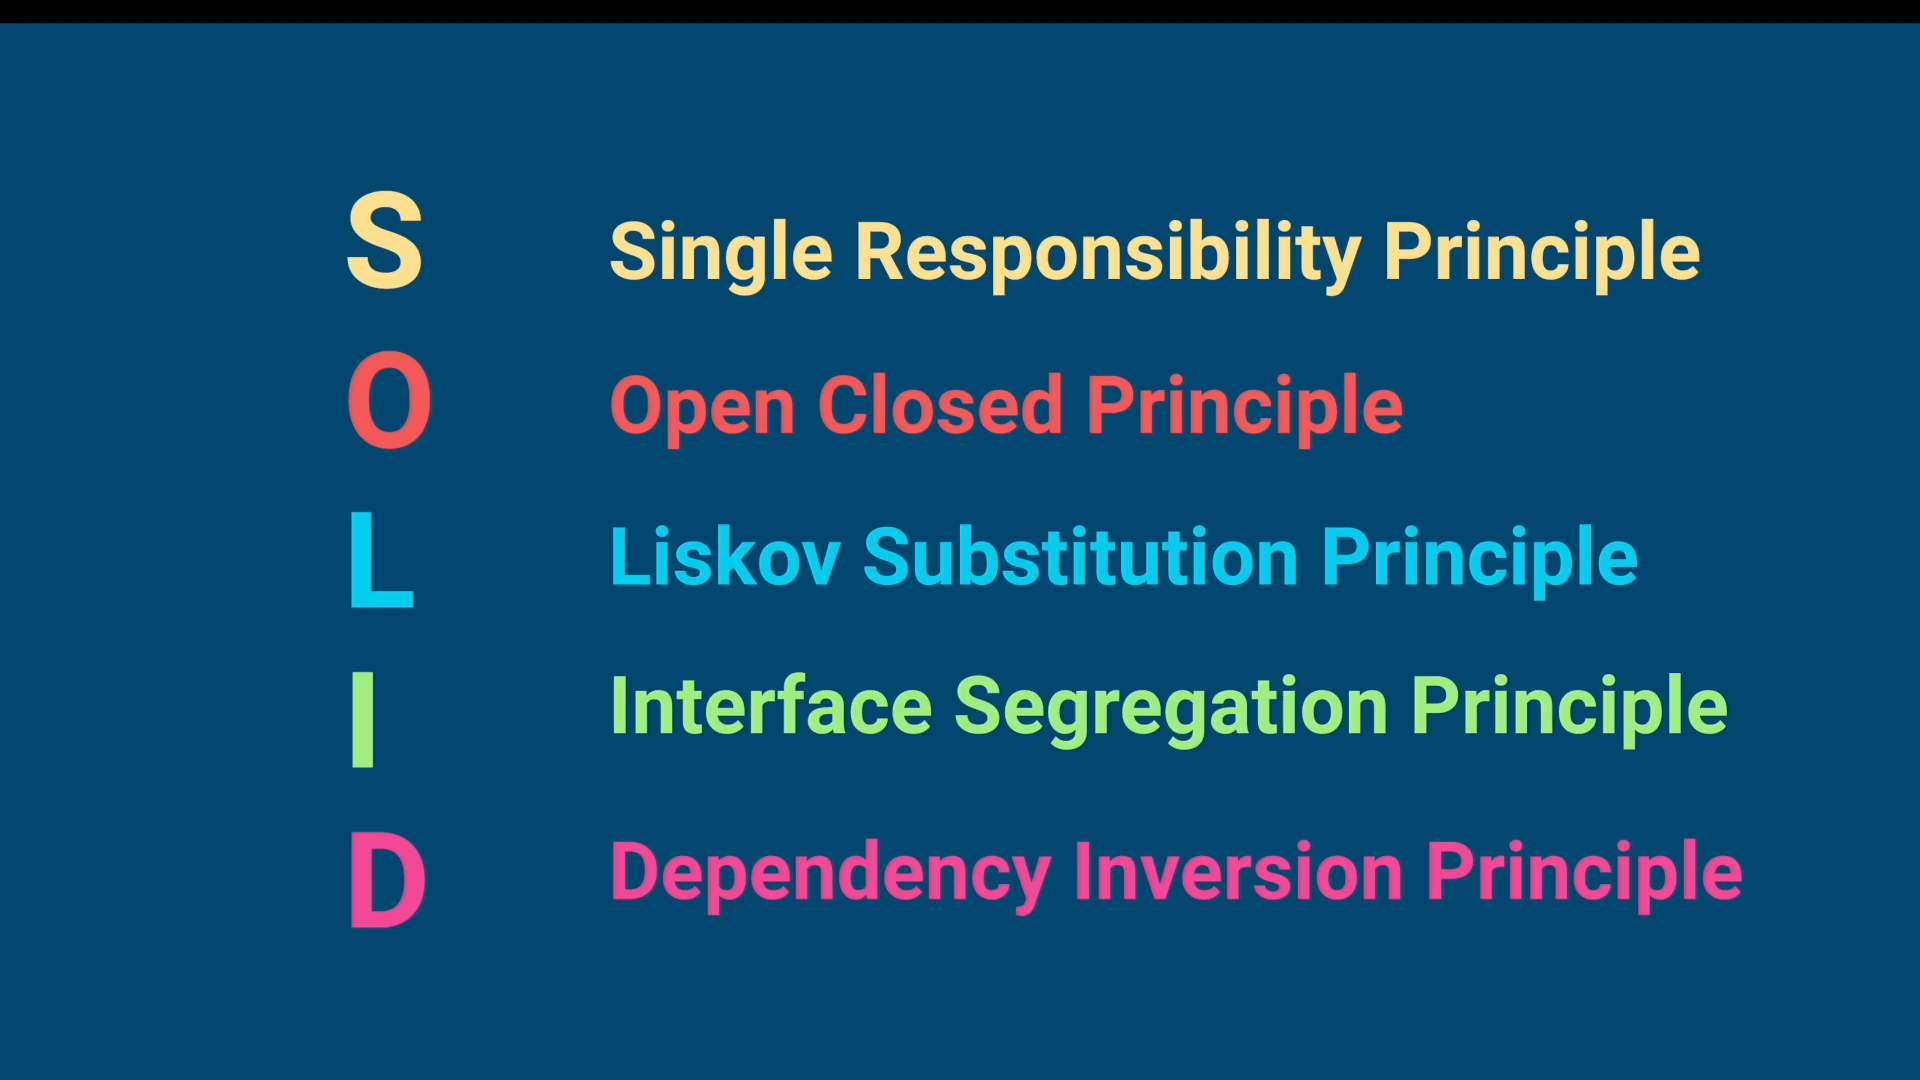 S Single Responsibility Principle
O Open Closed Principle
L Liskov Substitution Principle
I Interface Segregation Principle
D Dependency Inversion Principle